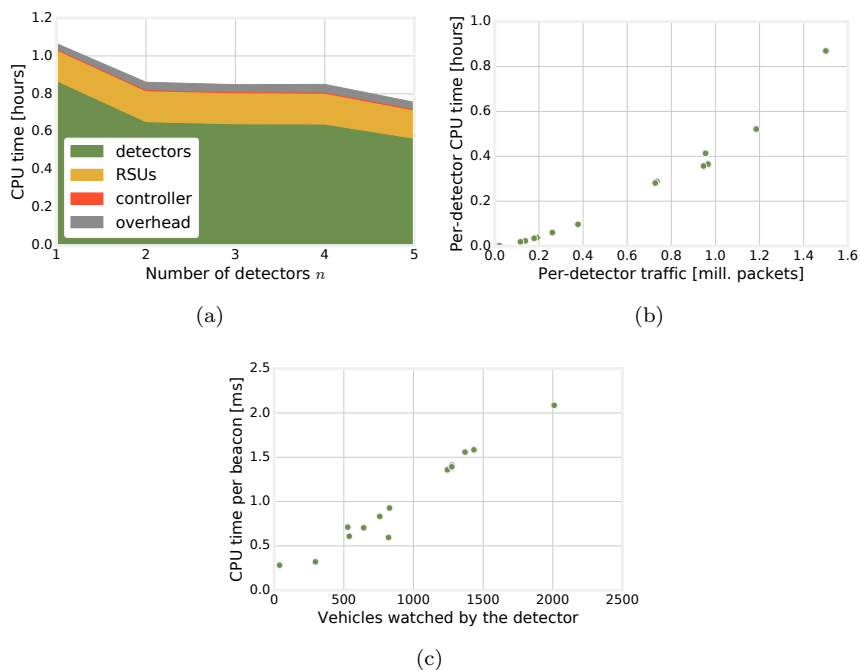 1.2
1.0
0.8
0.6
0.4
0.2
0.0
CPU time [hours]
detectors
RSUs
controller
overhead
1 2 3 4 5
Number of detectors n
(a)
1.0
0.8
0.6
0.4
0.2
0.0
Per-detector CPU time [hours]
0.0 0.2 0.4 0.6 0.8 1.0 1.2 1.4 1.6
Per-detector traffic [mill. packets]
(b)
2.5
2.0
1.5
1.0
0.5
0.0
CPU time per beacon [ms]
0 500 1000 1500 2000 2500
Vehicles watched by the detector
(c)